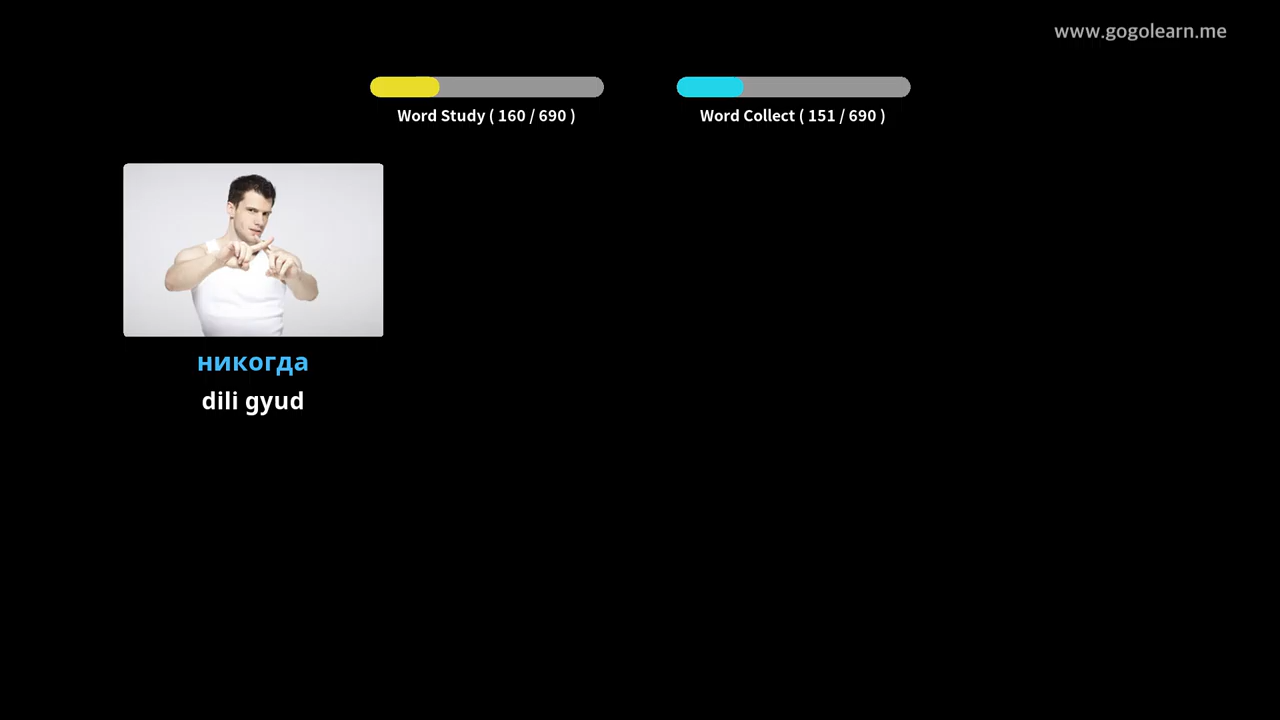 www.gogolearn.me
Word Study ( 160 / 690 )
Word Collect ( 151 / 690 )
никогда
dili gyud